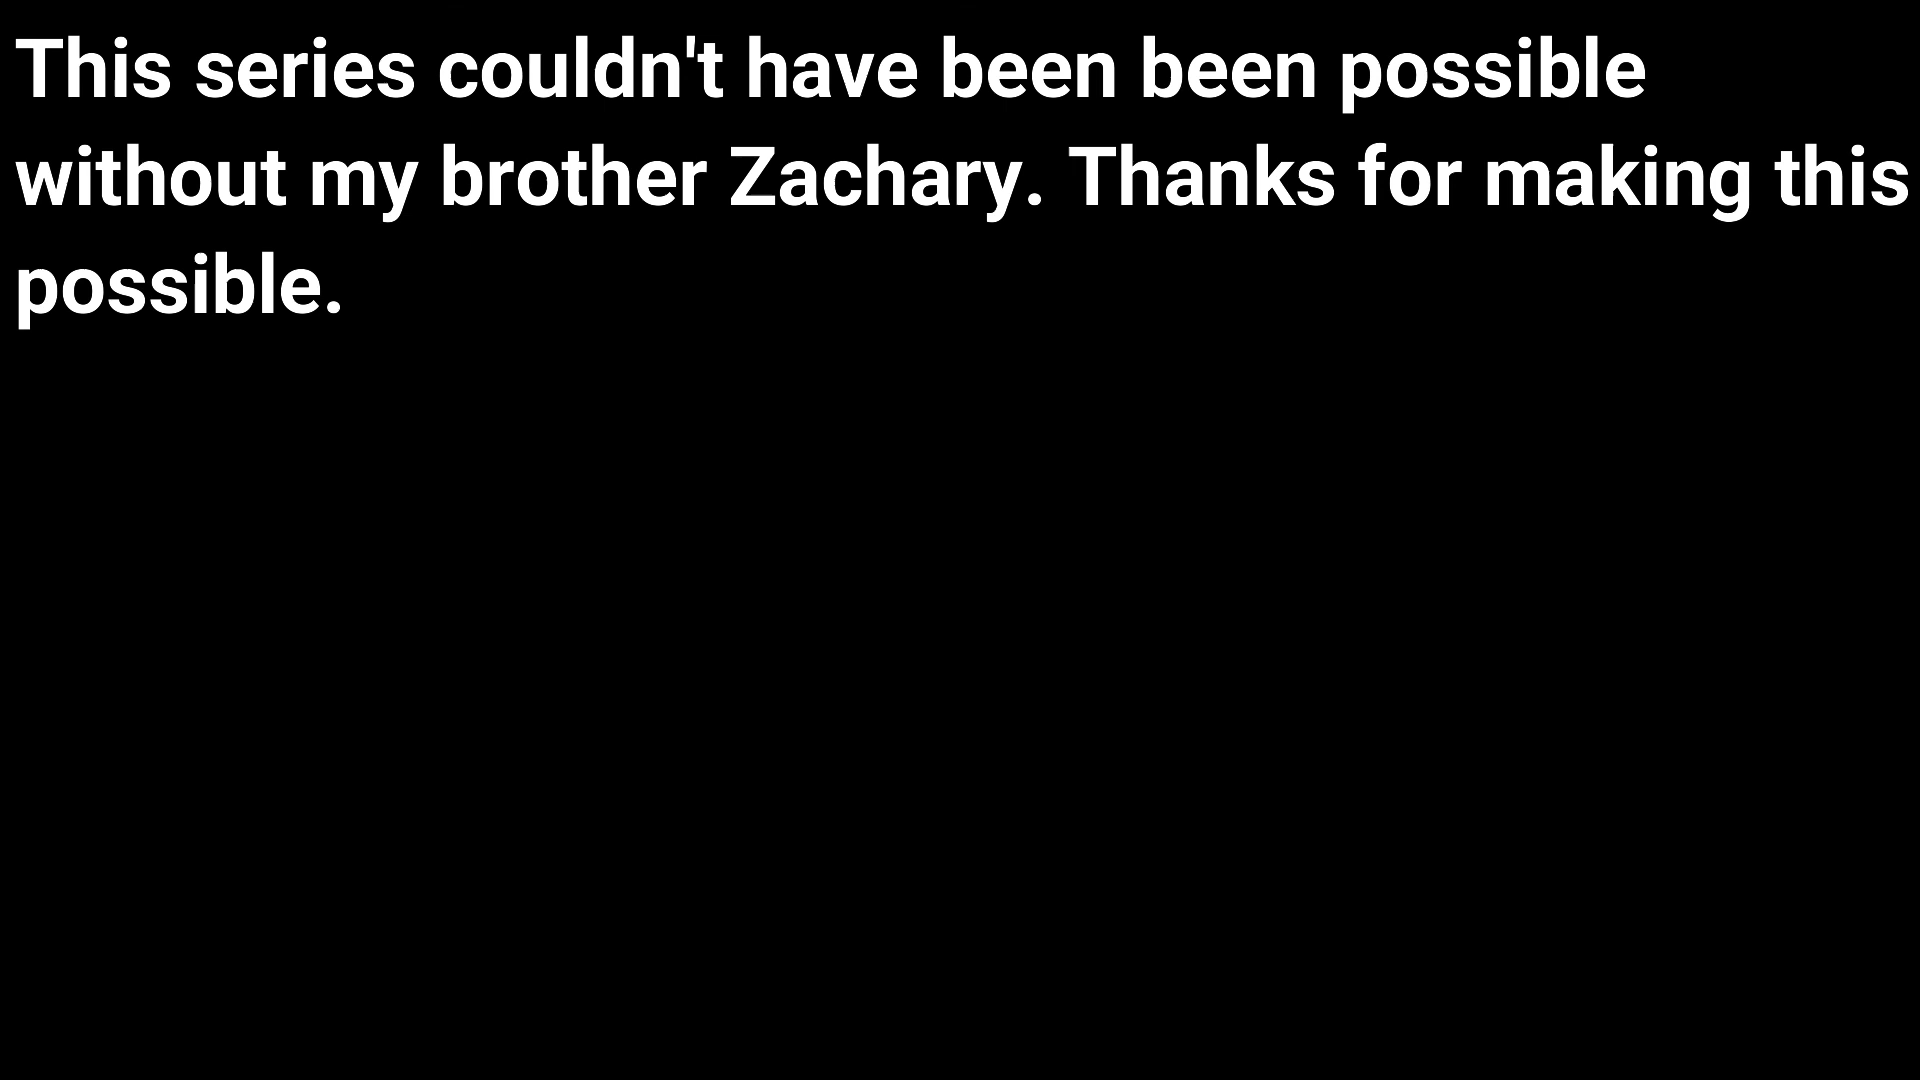 This series couldn't have been been possible
without my brother Zachary. Thanks for making this
possible.